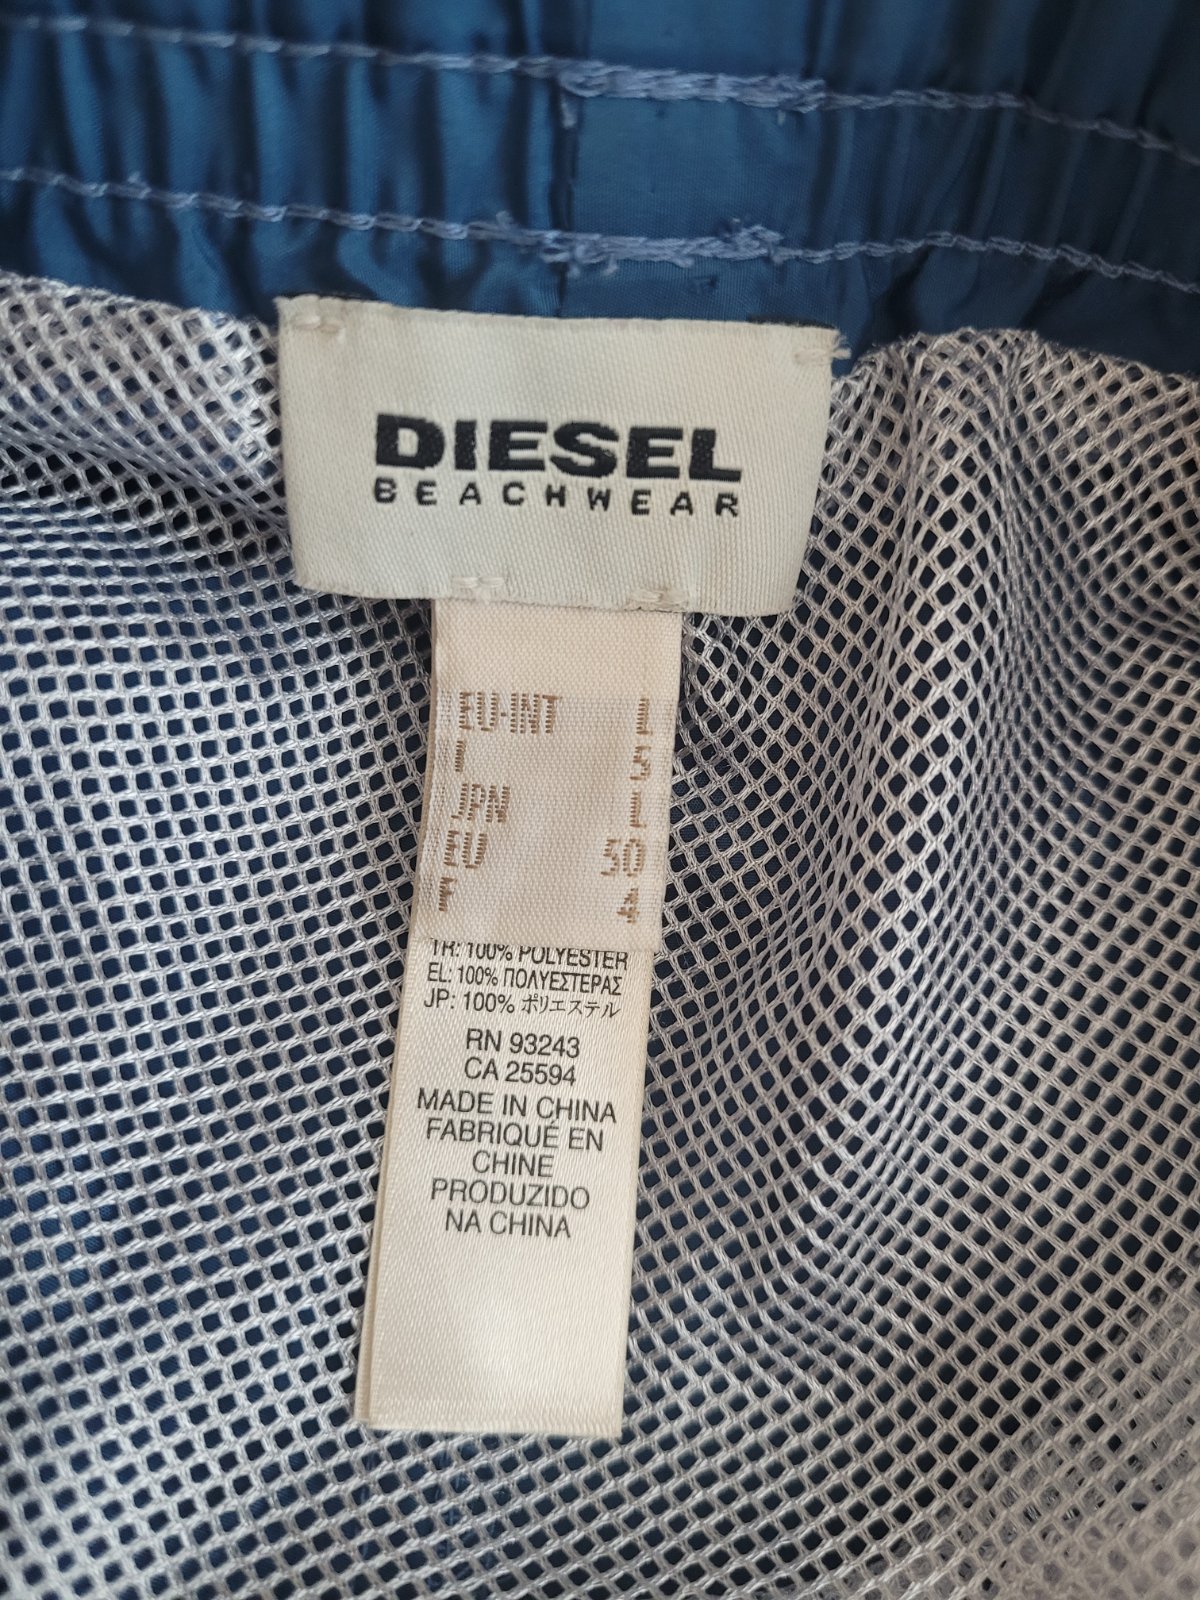 DIESEL
BEACHWEAR
EU-INT L
I 5
JPN L
EU 50
F 4
TR: 100% POLYESTER
EL: 100% ΠΟΛΥΕΣΤΕΡΑΣ
JP: 100% ポリエステル
RN 93243
CA 25594
MADE IN CHINA
FABRIQUÉ EN
CHINE
PRODUZIDO
NA CHINA